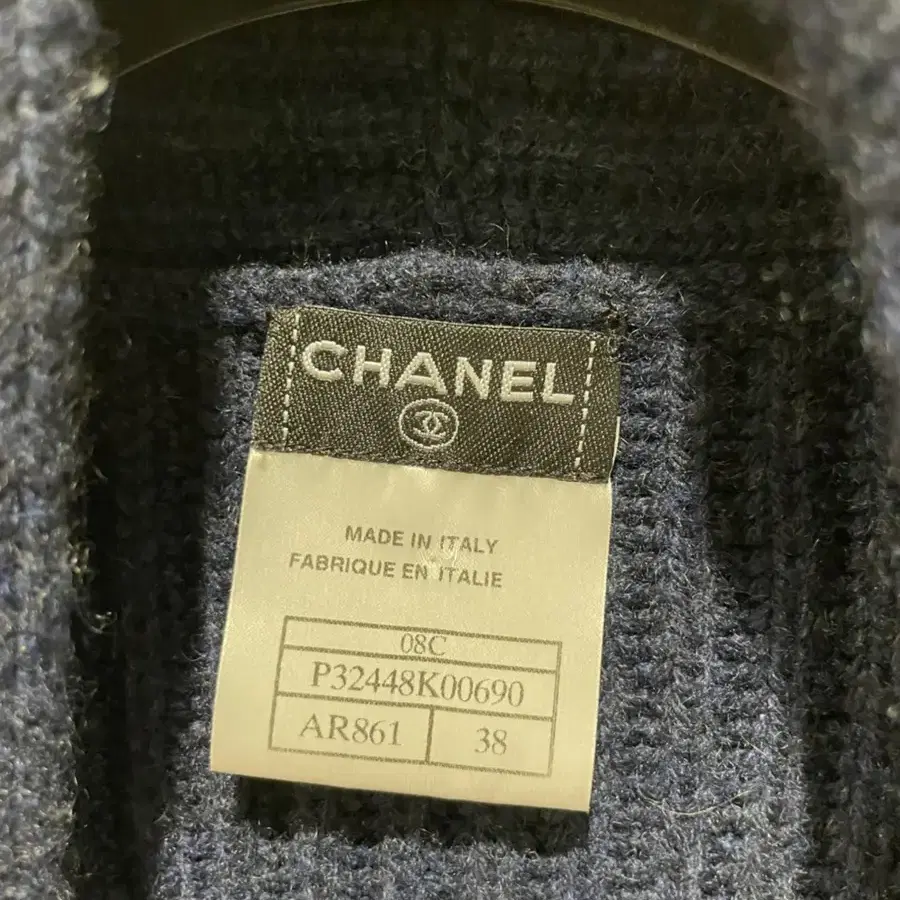 CHANEL
MADE IN ITALY
FABRIQUE EN ITALIE
08C
P32448K00690
AR861 38